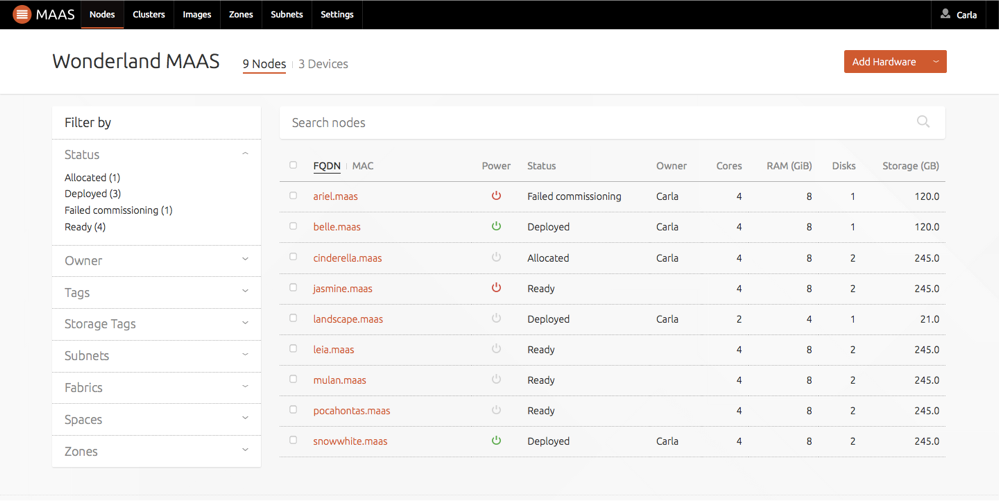 MAAS Nodes Clusters Images Zones Subnets Settings Carla
Wonderland MAAS 9 Nodes 3 Devices Add Hardware
Filter by
Status
Allocated (1)
Deployed (3)
Failed commissioning (1)
Ready (4)
Owner
Tags
Storage Tags
Subnets
Fabrics
Spaces
Zones
Search nodes
FQDN MAC Power Status Owner Cores RAM (GiB) Disks Storage (GB)
ariel.maas Failed commissioning Carla 4 8 1 120.0
belle.maas Deployed Carla 4 8 1 120.0
cinderella.maas Allocated Carla 4 8 2 245.0
jasmine.maas Ready 4 8 2 245.0
landscape.maas Deployed Carla 2 4 1 21.0
leia.maas Ready 4 8 2 245.0
mulan.maas Ready 4 8 2 245.0
pocahontas.maas Ready 4 8 2 245.0
snowwhite.maas Deployed Carla 4 8 2 245.0